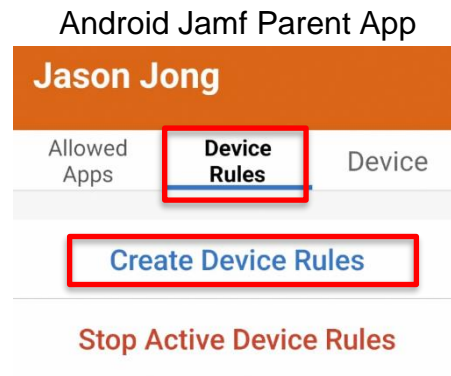 Android Jamf Parent App
Jason Jong
Allowed
Apps
Device
Rules
Device
Create Device Rules
Stop Active Device Rules